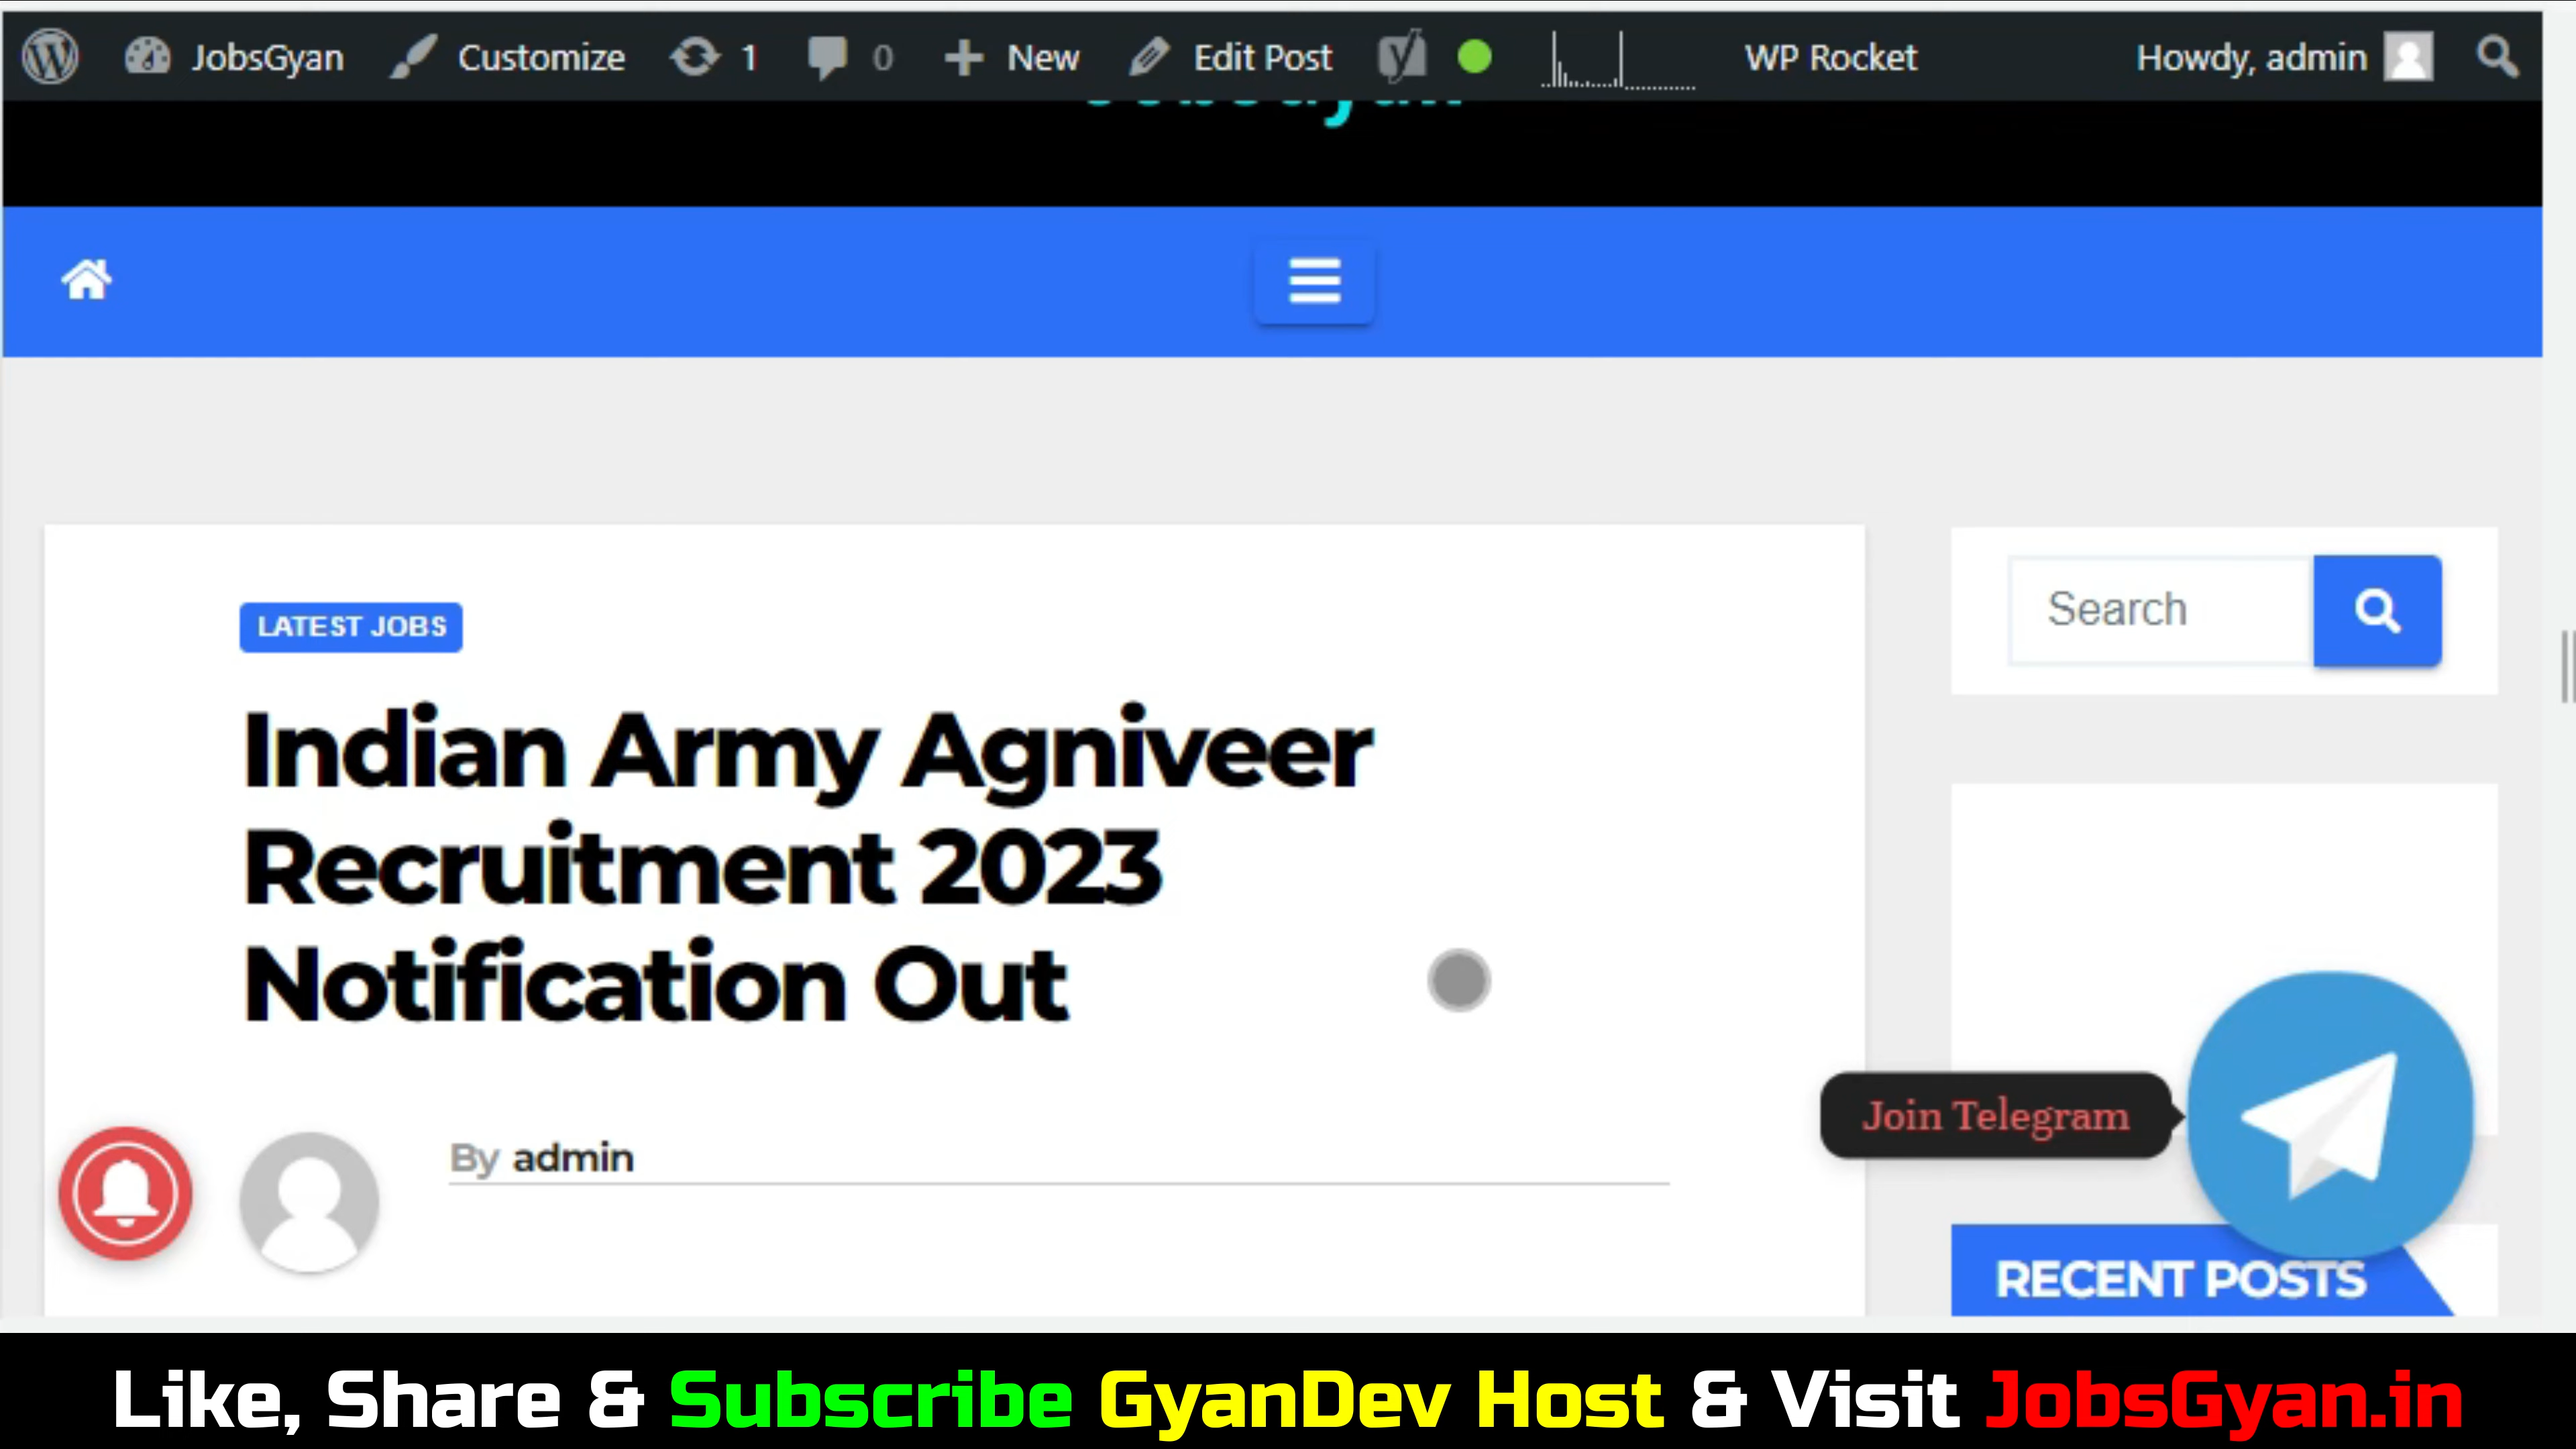 JobsGyan Customize 1 0 New Edit Post WP Rocket Howdy, admin
LATEST JOBS
Search
Indian Army Agniveer
Recruitment 2023
Notification Out
By admin
Join Telegram
RECENT POSTS
Like, Share & Subscribe GyanDev Host & Visit JobsGyan.in